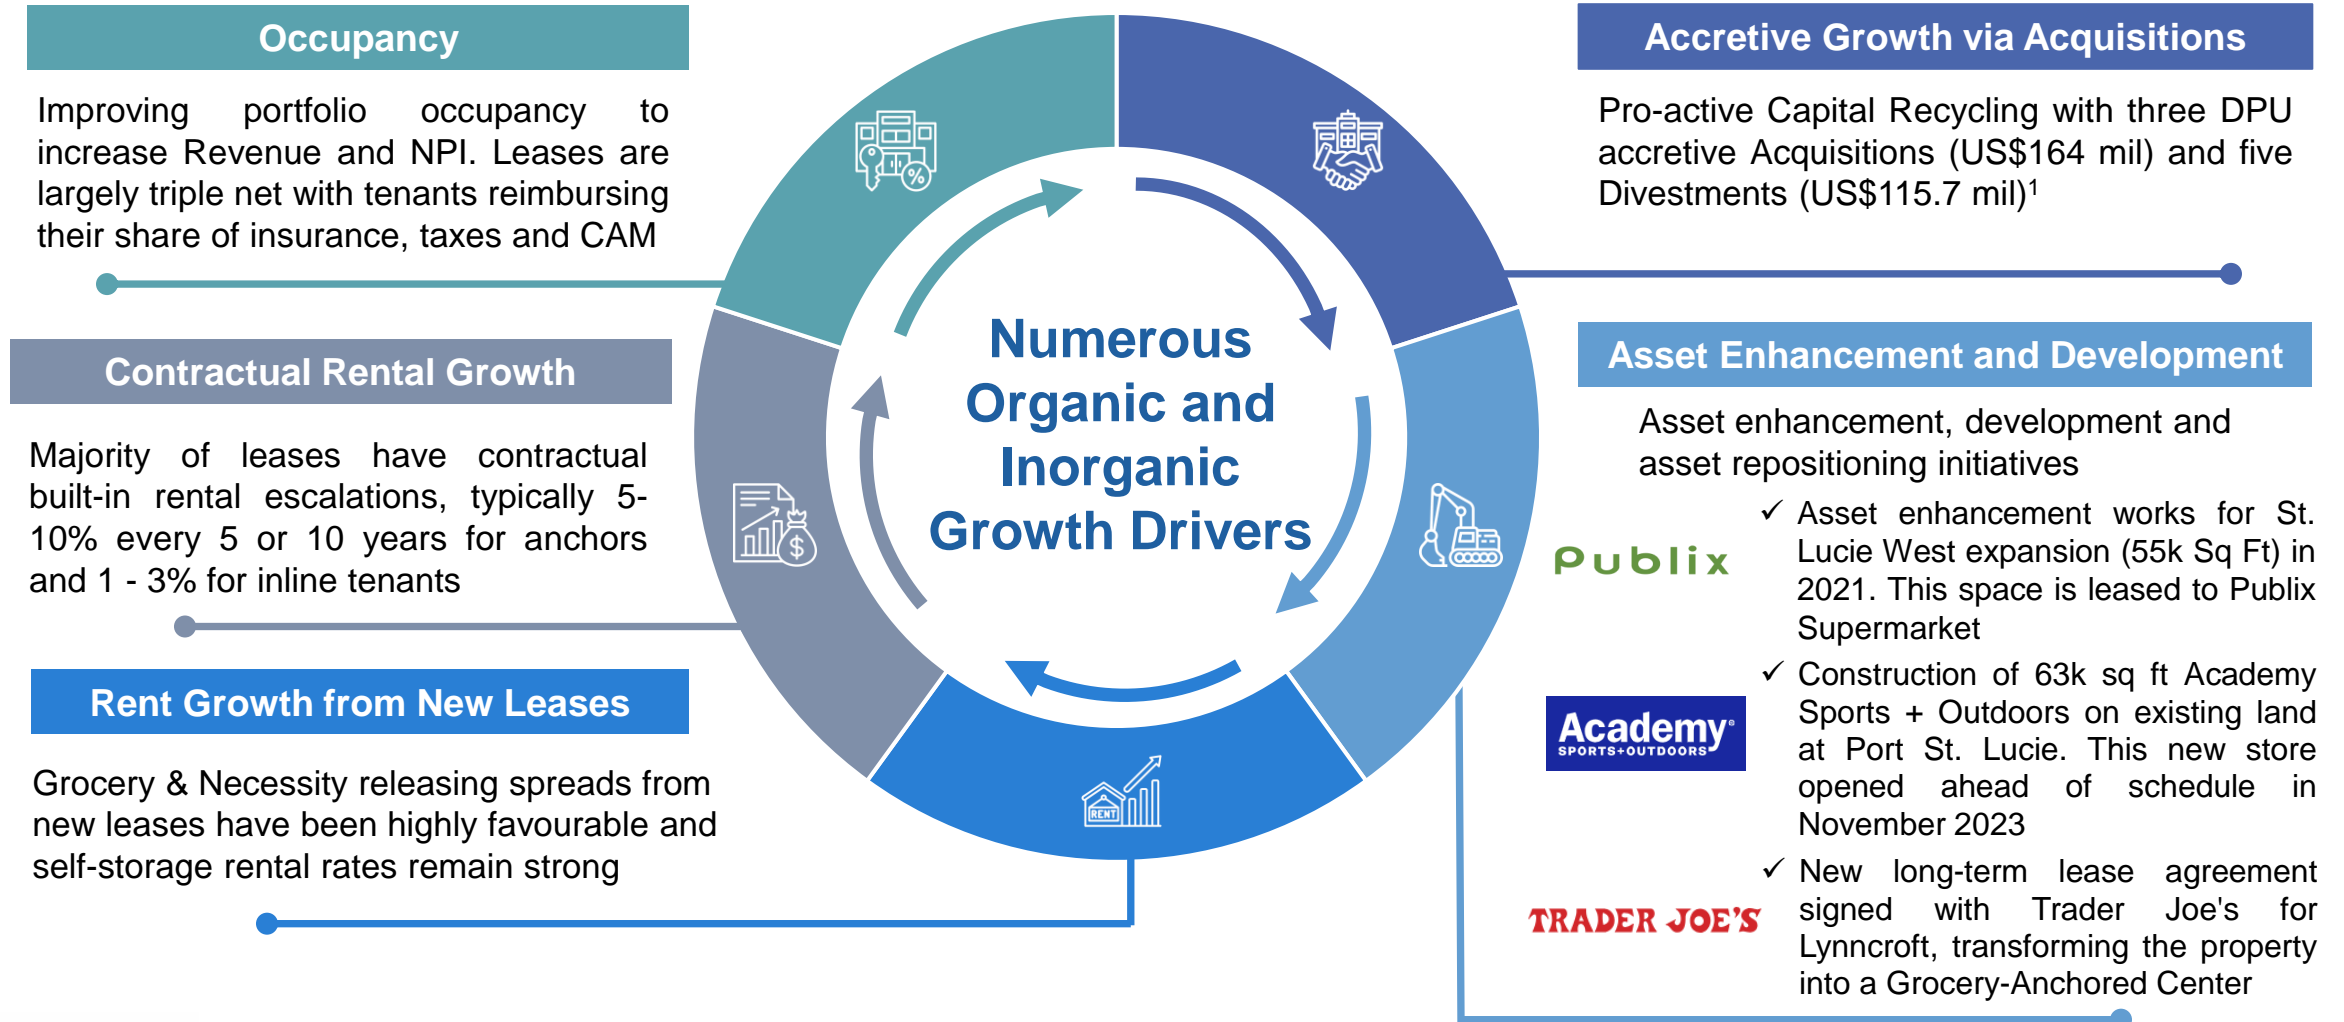 Occupancy
Improving portfolio occupancy to
increase Revenue and NPI. Leases are
largely triple net with tenants reimbursing
their share of insurance, taxes and CAM
Contractual Rental Growth
Majority of leases have contractual
built-in rental escalations, typically 5-
10% every 5 or 10 years for anchors
and 1 - 3% for inline tenants
Rent Growth from New Leases
Grocery & Necessity releasing spreads from
new leases have been highly favourable and
self-storage rental rates remain strong
%
$
RENT
Numerous
Organic and
Inorganic
Growth Drivers
Accretive Growth via Acquisitions
Pro-active Capital Recycling with three DPU
accretive Acquisitions (US$164 mil) and five
Divestments (US$115.7 mil)¹
Asset Enhancement and Development
Asset enhancement, development and
asset repositioning initiatives
Publix
✓ Asset enhancement works for St.
Lucie West expansion (55k Sq Ft) in
2021. This space is leased to Publix
Supermarket
Academy
SPORTS+OUTDOORS
✓ Construction of 63k sq ft Academy
Sports + Outdoors on existing land
at Port St. Lucie. This new store
opened ahead of schedule in
November 2023
TRADER JOE'S
✓ New long-term lease agreement
signed with Trader Joe's for
Lynncroft, transforming the property
into a Grocery-Anchored Center